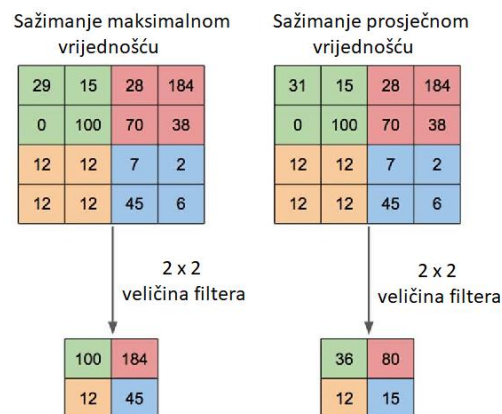 Sažimanje maksimalnom
vrijednošću
29 15 28 184
0 100 70 38
12 12 7 2
12 12 45 6
2 x 2
veličina filtera
100 184
12 45
Sažimanje prosječnom
vrijednošću
31 15 28 184
0 100 70 38
12 12 7 2
12 12 45 6
2 x 2
veličina filtera
36 80
12 15